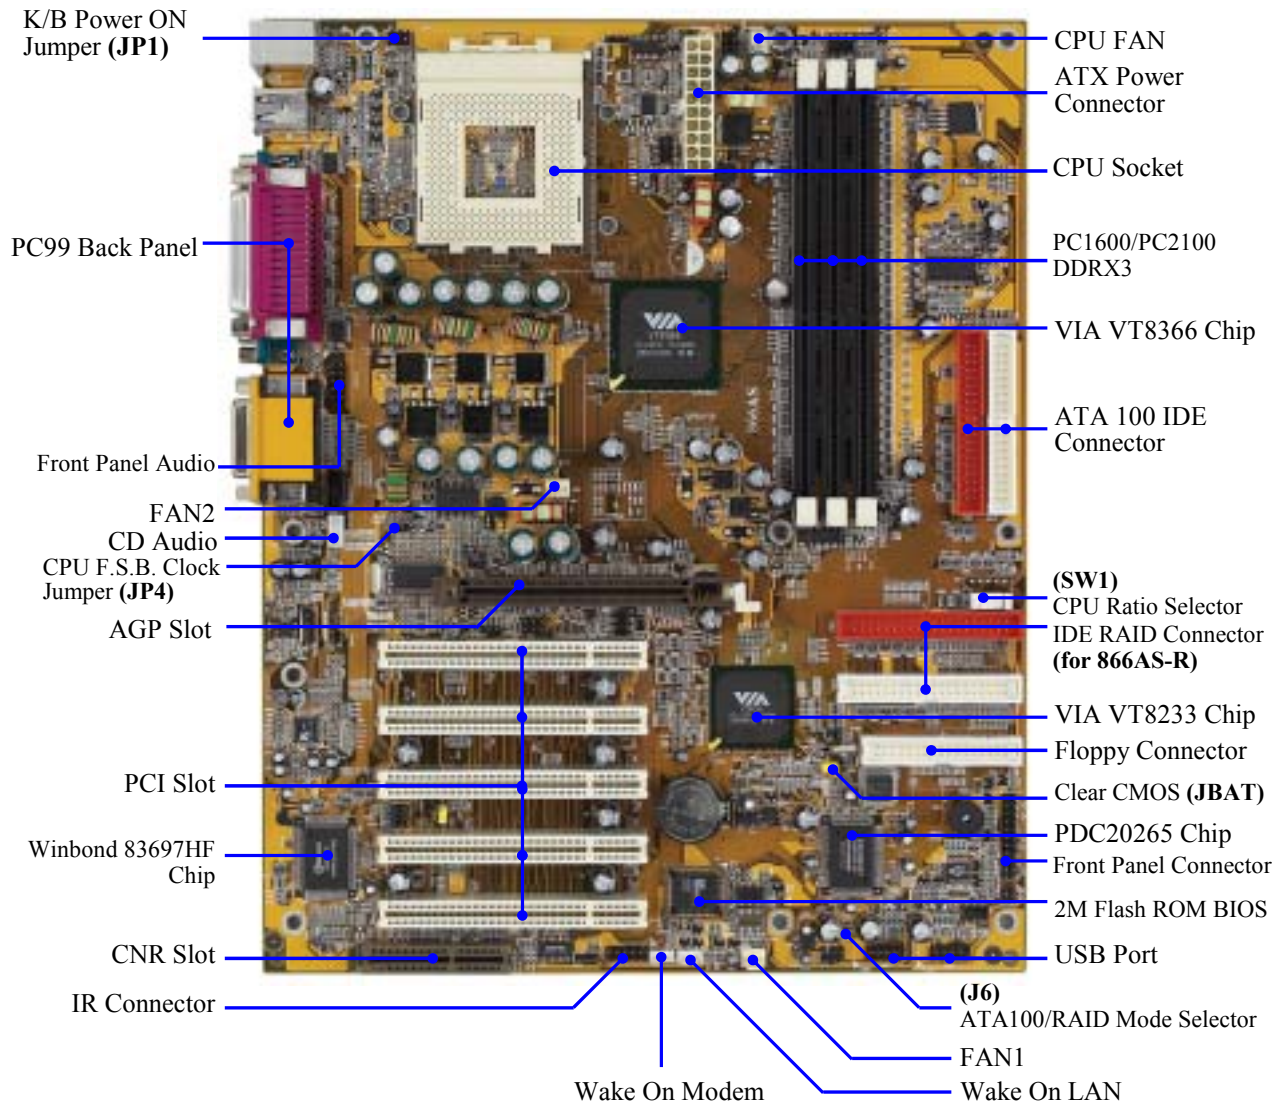 K/B Power ON
Jumper (JP1)
CPU FAN
ATX Power
Connector
CPU Socket
PC99 Back Panel
PC1600/PC2100
DDRX3
VIA VT8366 Chip
ATA 100 IDE
Connector
Front Panel Audio
FAN2
CD Audio
CPU F.S.B. Clock
Jumper (JP4)
AGP Slot
(SW1)
CPU Ratio Selector
IDE RAID Connector
(for 866AS-R)
VIA VT8233 Chip
Floppy Connector
PCI Slot
Clear CMOS (JBAT)
Winbond 83697HF
Chip
PDC20265 Chip
Front Panel Connector
2M Flash ROM BIOS
CNR Slot
USB Port
IR Connector
(J6)
ATA100/RAID Mode Selector
FAN1
Wake On Modem
Wake On LAN
VIA
VIA